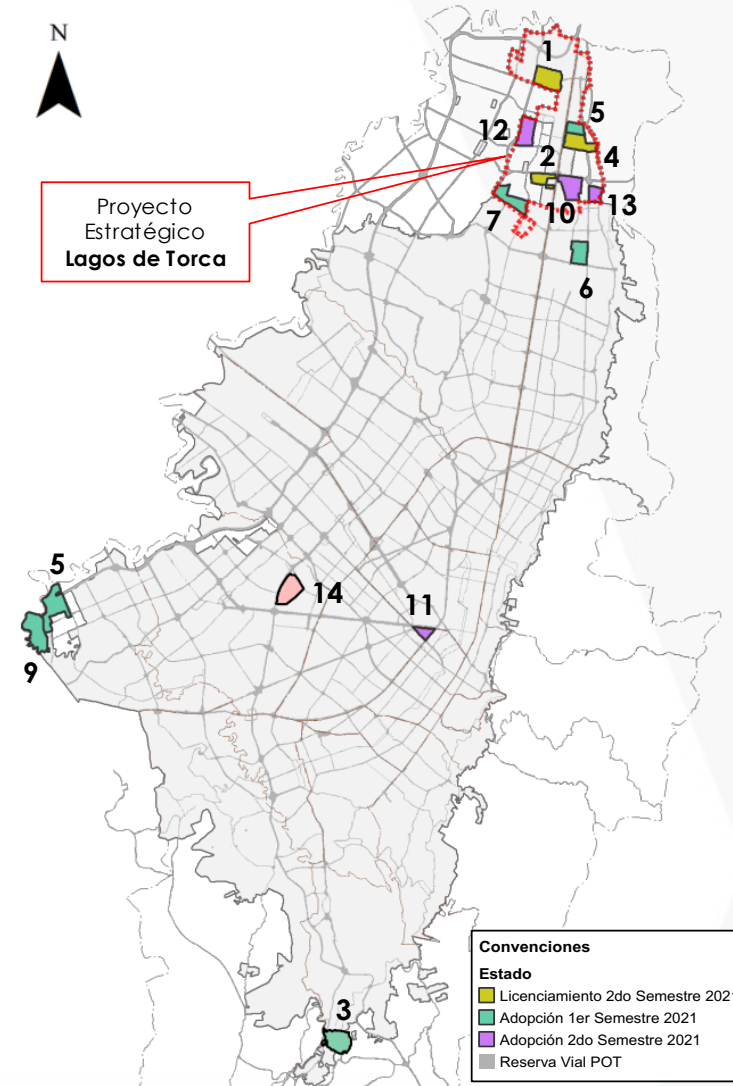 N
1
5
12
2
4
Proyecto
Estratégico
Lagos de Torca
7
10
13
6
5
14
11
9
3
Convenciones
Estado
Licenciamiento 2do Semestre 2021
Adopción 1er Semestre 2021
Adopción 2do Semestre 2021
Reserva Vial POT